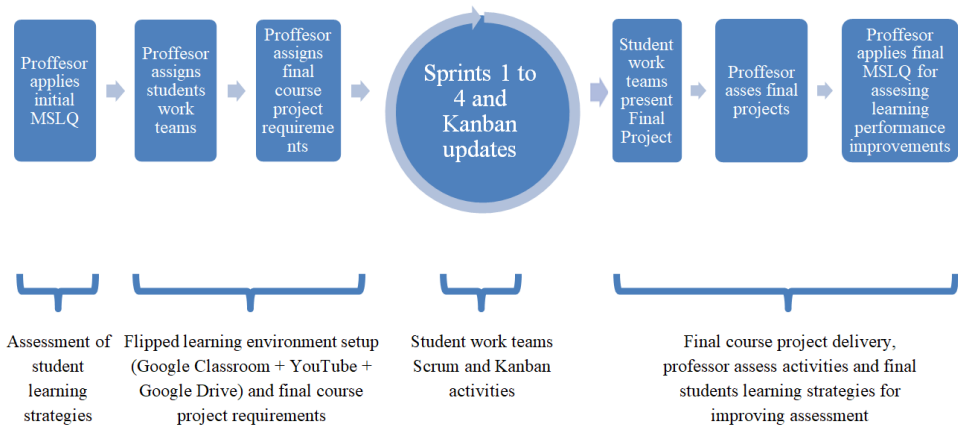 Proffesor
applies
initial
MSLQ
Proffesor
assigns
students
work
teams
Proffesor
assigns
final
course
project
requireme
nts
Sprints 1 to
4 and
Kanban
updates
Student
work
teams
present
Final
Project
Proffesor
asses final
projects
Proffesor
applies final
MSLQ for
assesing
learning
performance
improvements
Assessment of
student
learning
strategies
Flipped learning environment setup
(Google Classroom + YouTube +
Google Drive) and final course
project requirements
Student work teams
Scrum and Kanban
activities
Final course project delivery,
professor assess activities and final
students learning strategies for
improving assessment